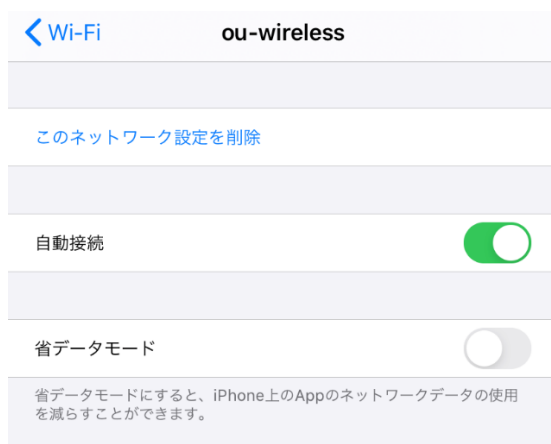 Wi-Fi
ou-wireless
このネットワーク設定を削除
自動接続
省データモード
省データモードにすると、iPhone上のAppのネットワークデータの使用
を減らすことができます。